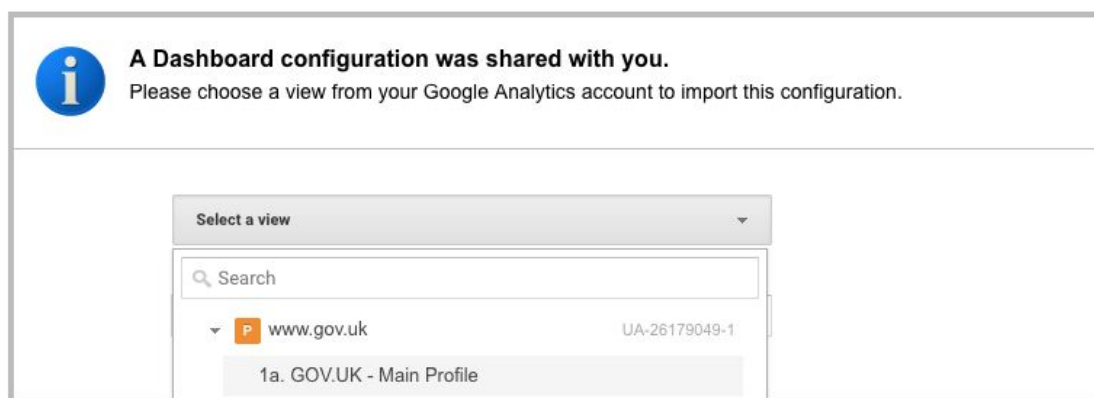 A Dashboard configuration was shared with you.
Please choose a view from your Google Analytics account to import this configuration.
Select a view
Search
P www.gov.uk UA-26179049-1
1a. GOV.UK - Main Profile